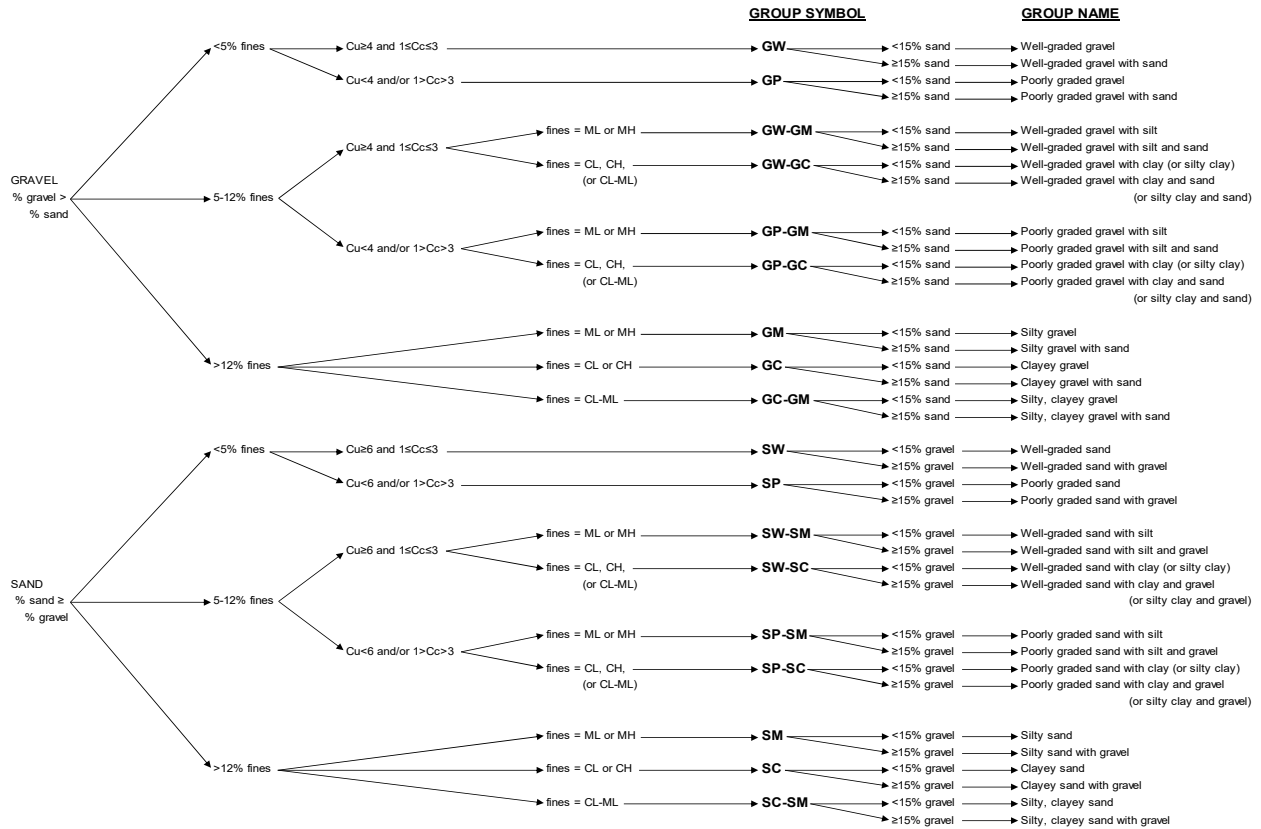 GROUP SYMBOL GROUP NAME
<5% fines Cu≥4 and 1≤Cc≤3 GW <15% sand Well-graded gravel
≥15% sand Well-graded gravel with sand
Cu<4 and/or 1>Cc>3 GP <15% sand Poorly graded gravel
≥15% sand Poorly graded gravel with sand
fines = ML or MH GW-GM <15% sand Well-graded gravel with silt
Cu≥4 and 1≤Cc≤3 ≥15% sand Well-graded gravel with silt and sand
fines = CL, CH, GW-GC <15% sand Well-graded gravel with clay (or silty clay)
GRAVEL (or CL-ML) ≥15% sand Well-graded gravel with clay and sand
% gravel > 5-12% fines (or silty clay and sand)
% sand
fines = ML or MH GP-GM <15% sand Poorly graded gravel with silt
Cu<4 and/or 1>Cc>3 ≥15% sand Poorly graded gravel with silt and sand
fines = CL, CH, GP-GC <15% sand Poorly graded gravel with clay (or silty clay)
(or CL-ML) ≥15% sand Poorly graded gravel with clay and sand
(or silty clay and sand)
fines = ML or MH GM <15% sand Silty gravel
≥15% sand Silty gravel with sand
>12% fines fines = CL or CH GC <15% sand Clayey gravel
≥15% sand Clayey gravel with sand
fines = CL-ML GC-GM <15% sand Silty, clayey gravel
≥15% sand Silty, clayey gravel with sand
<5% fines Cu≥6 and 1≤Cc≤3 SW <15% gravel Well-graded sand
≥15% gravel Well-graded sand with gravel
Cu<6 and/or 1>Cc>3 SP <15% gravel Poorly graded sand
≥15% gravel Poorly graded sand with gravel
fines = ML or MH SW-SM <15% gravel Well-graded sand with silt
Cu≥6 and 1≤Cc≤3 ≥15% gravel Well-graded sand with silt and gravel
fines = CL, CH, SW-SC <15% gravel Well-graded sand with clay (or silty clay)
SAND (or CL-ML) ≥15% gravel Well-graded sand with clay and gravel
% sand ≥ 5-12% fines (or silty clay and gravel)
% gravel
fines = ML or MH SP-SM <15% gravel Poorly graded sand with silt
Cu<6 and/or 1>Cc>3 ≥15% gravel Poorly graded sand with silt and gravel
fines = CL, CH, SP-SC <15% gravel Poorly graded sand with clay (or silty clay)
(or CL-ML) ≥15% gravel Poorly graded sand with clay and gravel
(or silty clay and gravel)
fines = ML or MH SM <15% gravel Silty sand
≥15% gravel Silty sand with gravel
>12% fines fines = CL or CH SC <15% gravel Clayey sand
≥15% gravel Clayey sand with gravel
fines = CL-ML SC-SM <15% gravel Silty, clayey sand
≥15% gravel Silty, clayey sand with gravel